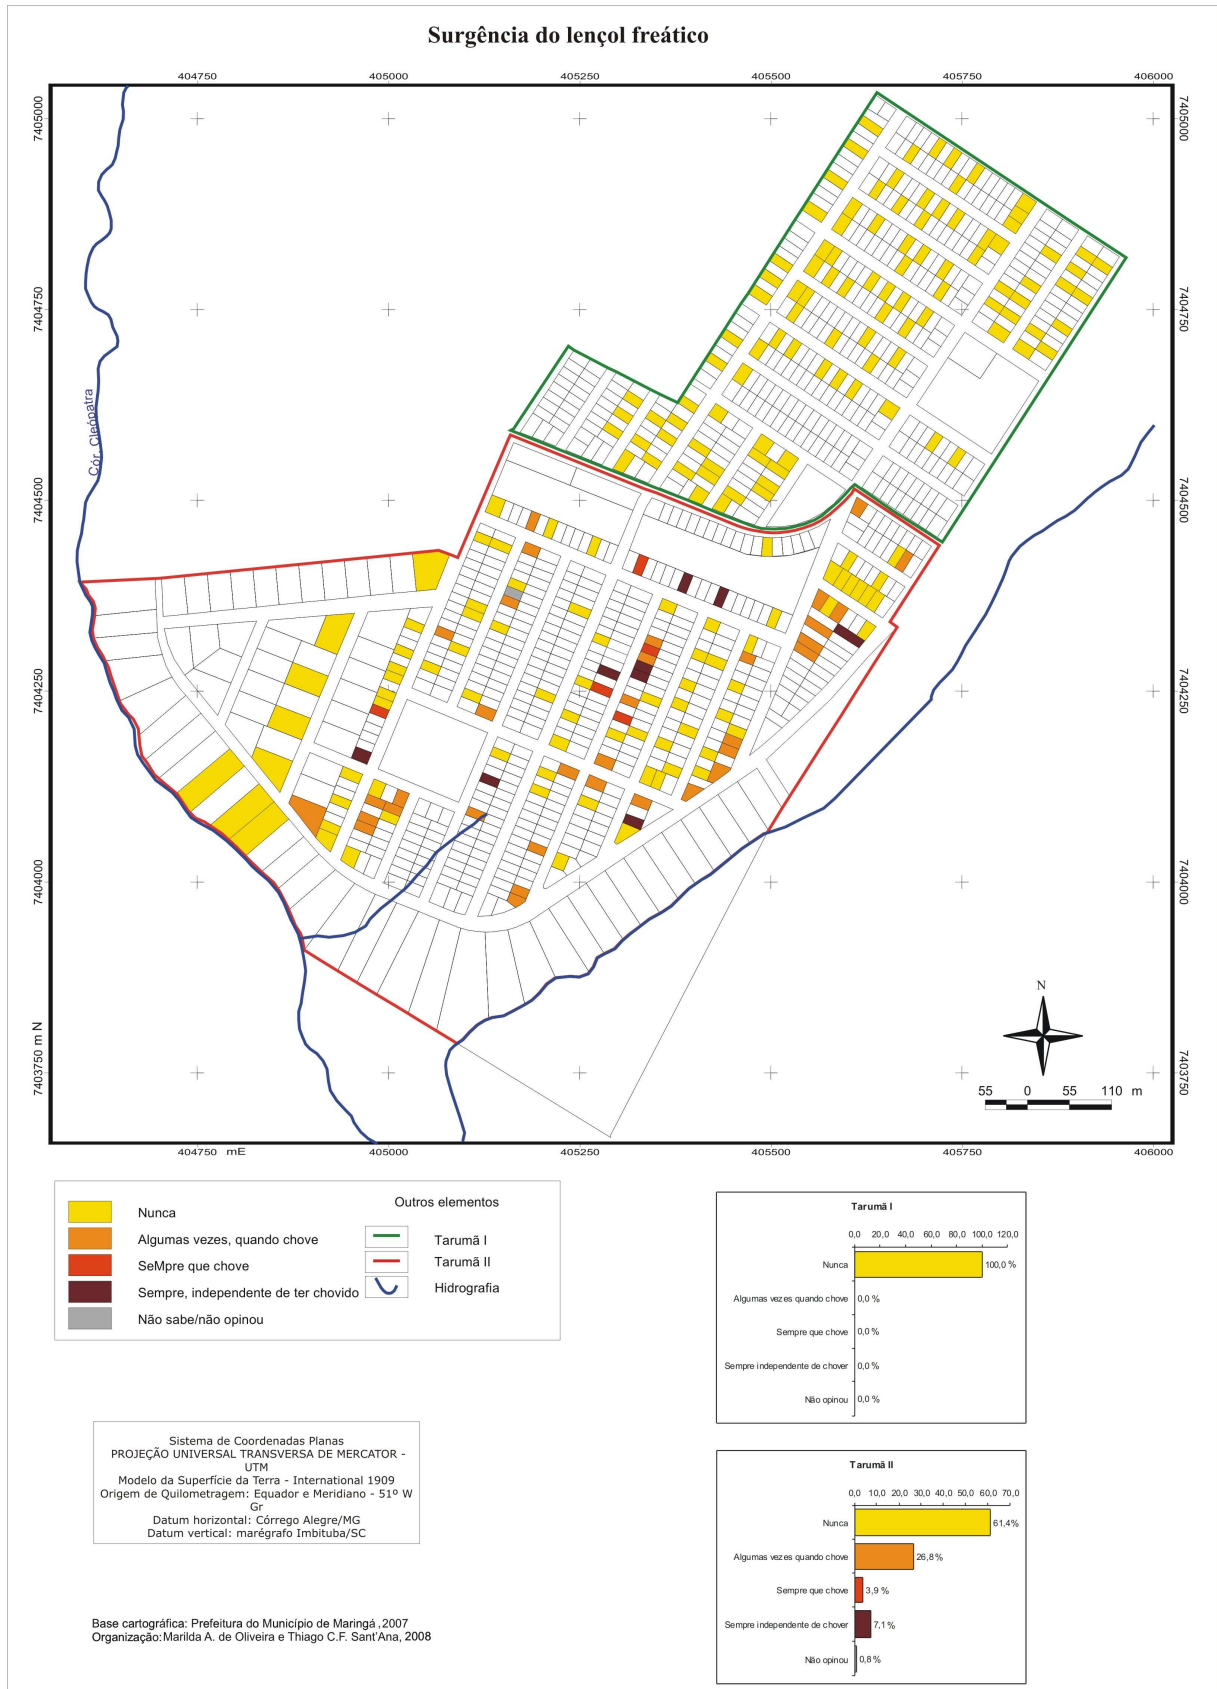 Surgência do lençol freático
404750 405000 405250 405500 405750 406000
7405000 7405000
7404750 7404750
Cór. Cleópatra
7404500 7404500
7404250 7404250
7404000 7404000
N
7403750 m N 7403750
55 0 55 110 m
404750 mE 405000 405250 405500 405750 406000
Nunca
Algumas vezes, quando chove
SeMpre que chove
Sempre, independente de ter chovido
Não sabe/não opinou
Outros elementos
Tarumã I
Tarumã II
Hidrografia
Tarumã I
0,0 20,0 40,0 60,0 80,0 100,0 120,0
Nunca 100,0 %
Algumas vezes quando chove 0,0 %
Sempre que chove 0,0 %
Sempre independente de chover 0,0 %
Não opinou 0,0 %
Sistema de Coordenadas Planas
PROJEÇÃO UNIVERSAL TRANSVERSA DE MERCATOR -
UTM
Modelo da Superfície da Terra - International 1909
Origem de Quilometragem: Equador e Meridiano - 51º W
Gr
Datum horizontal: Córrego Alegre/MG
Datum vertical: marégrafo Imbituba/SC
Tarumã II
0,0 10,0 20,0 30,0 40,0 50,0 60,0 70,0
Nunca 61,4%
Algumas vezes quando chove 26,8 %
Sempre que chove 3,9 %
Sempre independente de chover 7,1 %
Não opinou 0,8 %
Base cartográfica: Prefeitura do Município de Maringá ,2007
Organização: Marilda A. de Oliveira e Thiago C.F. Sant'Ana, 2008